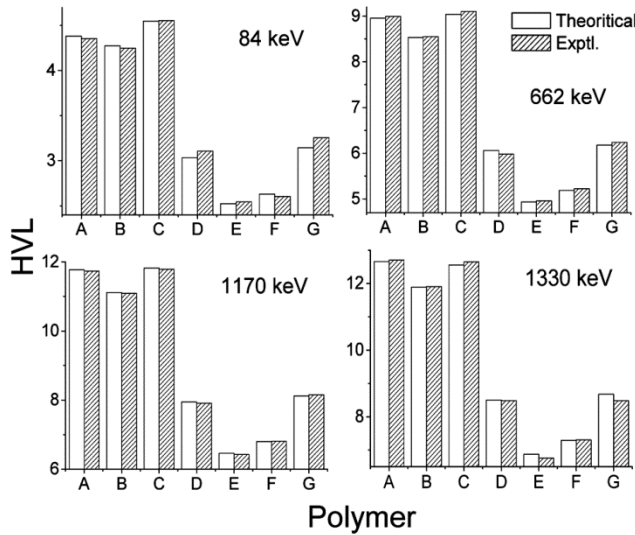 84 keV
4
3
A B C D E F G
Theoritical
Exptl.
662 keV
9
8
7
6
5
A B C D E F G
HVL
1170 keV
12
10
8
6
A B C D E F G
1330 keV
12
10
8
A B C D E F G
Polymer